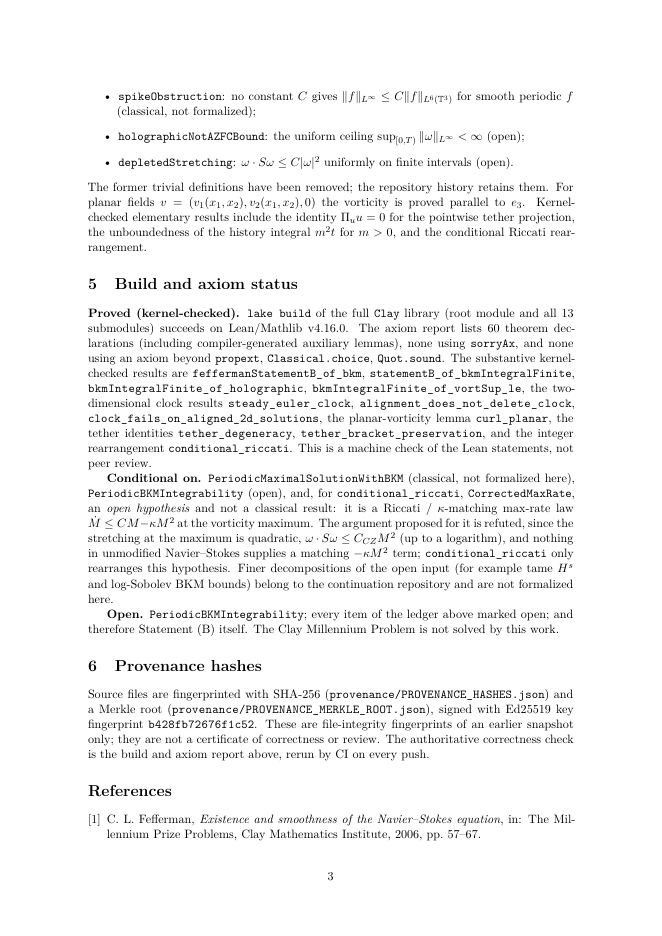 • spikeObstruction: no constant C gives ‖f‖L∞ ≤ C‖f‖L6(𝕋3) for smooth periodic f
(classical, not formalized);
• holographicNotAZFCBound: the uniform ceiling sup[0,T) ‖ω‖L∞ < ∞ (open);
• depletedStretching: ω · Sω ≤ C|ω|² uniformly on finite intervals (open).
The former trivial definitions have been removed; the repository history retains them. For
planar fields v = (v₁(x₁, x₂), v₂(x₁, x₂), 0) the vorticity is proved parallel to e₃. Kernel-
checked elementary results include the identity Πᵤu = 0 for the pointwise tether projection,
the unboundedness of the history integral m²t for m > 0, and the conditional Riccati rear-
rangement.
5 Build and axiom status
Proved (kernel-checked). lake build of the full Clay library (root module and all 13
submodules) succeeds on Lean/Mathlib v4.16.0. The axiom report lists 60 theorem dec-
larations (including compiler-generated auxiliary lemmas), none using sorryAx, and none
using an axiom beyond propext, Classical.choice, Quot.sound. The substantive kernel-
checked results are feffermanStatementB_of_bkm, statementB_of_bkmIntegralFinite,
bkmIntegralFinite_of_holographic, bkmIntegralFinite_of_vortSup_le, the two-
dimensional clock results steady_euler_clock, alignment_does_not_delete_clock,
clock_fails_on_aligned_2d_solutions, the planar-vorticity lemma curl_planar, the
tether identities tether_degeneracy, tether_bracket_preservation, and the integer
rearrangement conditional_riccati. This is a machine check of the Lean statements, not
peer review.
Conditional on. PeriodicMaximalSolutionWithBKM (classical, not formalized here),
PeriodicBKMIntegrability (open), and, for conditional_riccati, CorrectedMaxRate,
an open hypothesis and not a classical result: it is a Riccati / κ-matching max-rate law
Ṁ ≤ CM−κM² at the vorticity maximum. The argument proposed for it is refuted, since the
stretching at the maximum is quadratic, ω · Sω ≤ C_CZ M² (up to a logarithm), and nothing
in unmodified Navier–Stokes supplies a matching −κM² term; conditional_riccati only
rearranges this hypothesis. Finer decompositions of the open input (for example tame Hˢ
and log-Sobolev BKM bounds) belong to the continuation repository and are not formalized
here.
Open. PeriodicBKMIntegrability; every item of the ledger above marked open; and
therefore Statement (B) itself. The Clay Millennium Problem is not solved by this work.
6 Provenance hashes
Source files are fingerprinted with SHA-256 (provenance/PROVENANCE_HASHES.json) and
a Merkle root (provenance/PROVENANCE_MERKLE_ROOT.json), signed with Ed25519 key
fingerprint b428fb72676f1c52. These are file-integrity fingerprints of an earlier snapshot
only; they are not a certificate of correctness or review. The authoritative correctness check
is the build and axiom report above, rerun by CI on every push.
References
[1] C. L. Fefferman, Existence and smoothness of the Navier–Stokes equation, in: The Mil-
lennium Prize Problems, Clay Mathematics Institute, 2006, pp. 57–67.
3